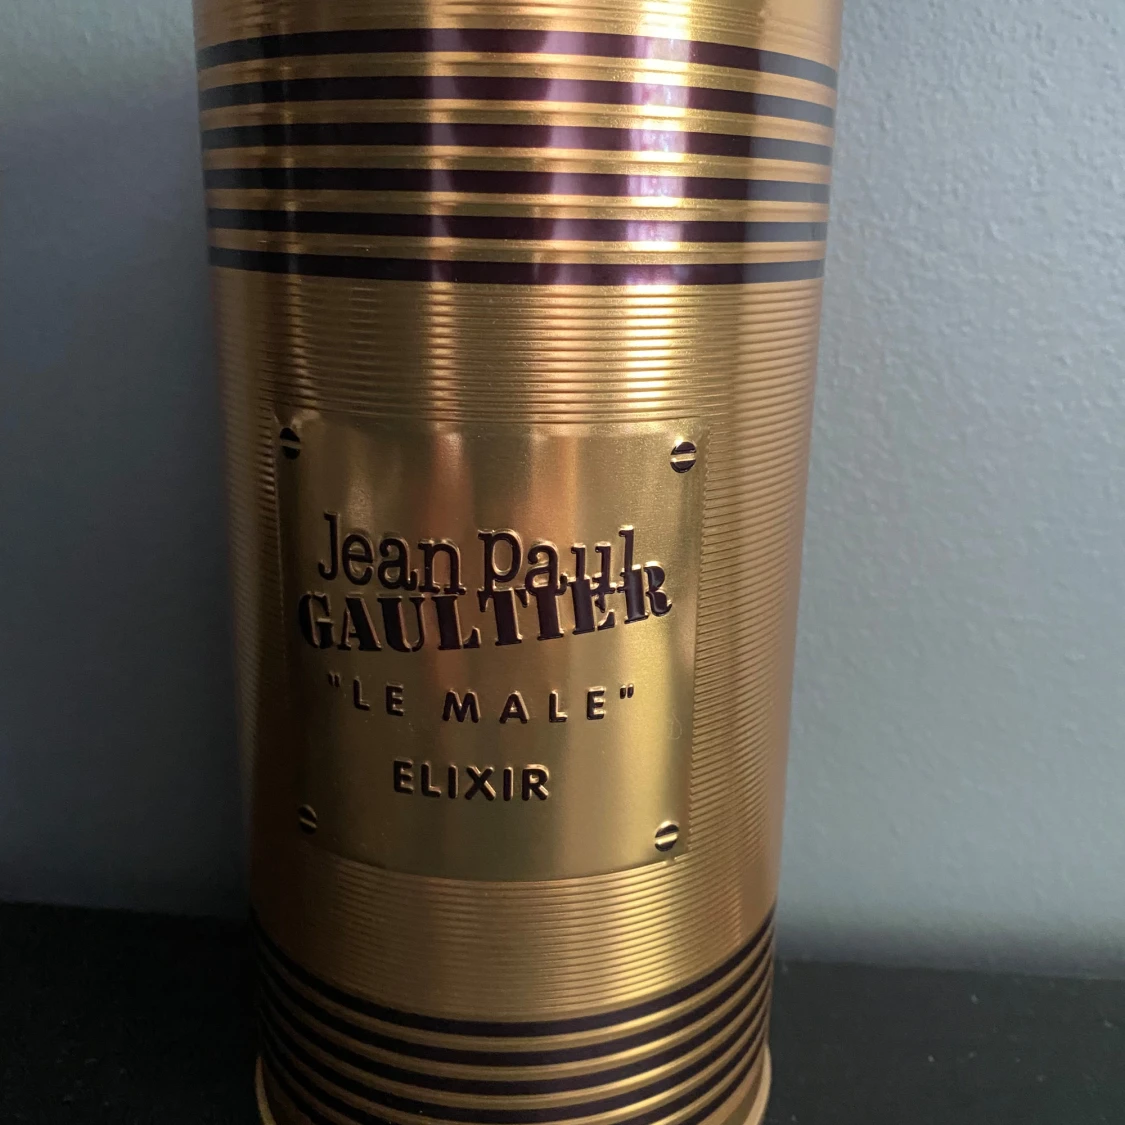 Jean Paul
GAULTIER
"LE MALE"
ELIXIR